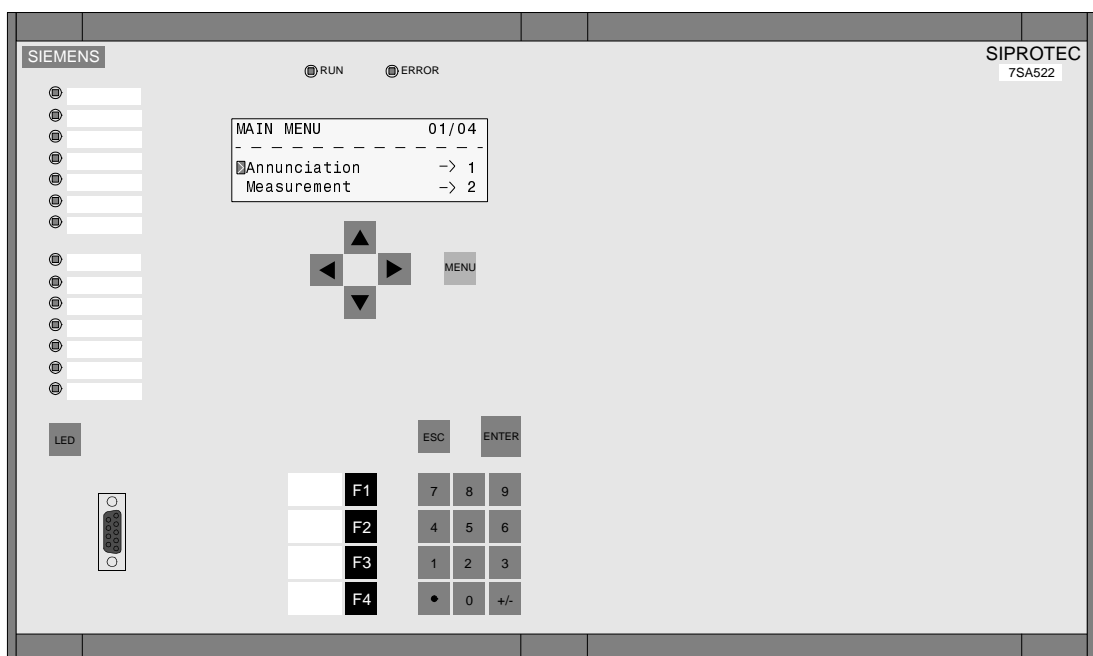 SIEMENS
SIPROTEC
7SA522
RUN
ERROR
MAIN MENU 01/04
Annunciation -> 1
Measurement -> 2
MENU
LED
ESC
ENTER
F1
7 8 9
F2
4 5 6
F3
1 2 3
F4
• 0 +/-